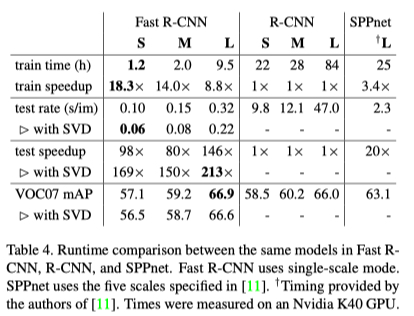 Fast R-CNN R-CNN SPPnet
S M L S M L †L
train time (h) 1.2 2.0 9.5 22 28 84 25
train speedup 18.3× 14.0× 8.8× 1× 1× 1× 3.4×
test rate (s/im) 0.10 0.15 0.32 9.8 12.1 47.0 2.3
▷ with SVD 0.06 0.08 0.22 - - - -
test speedup 98× 80× 146× 1× 1× 1× 20×
▷ with SVD 169× 150× 213× - - - -
VOC07 mAP 57.1 59.2 66.9 58.5 60.2 66.0 63.1
▷ with SVD 56.5 58.7 66.6 - - - -
Table 4. Runtime comparison between the same models in Fast R-
CNN, R-CNN, and SPPnet. Fast R-CNN uses single-scale mode.
SPPnet uses the five scales specified in [11]. †Timing provided by
the authors of [11]. Times were measured on an Nvidia K40 GPU.